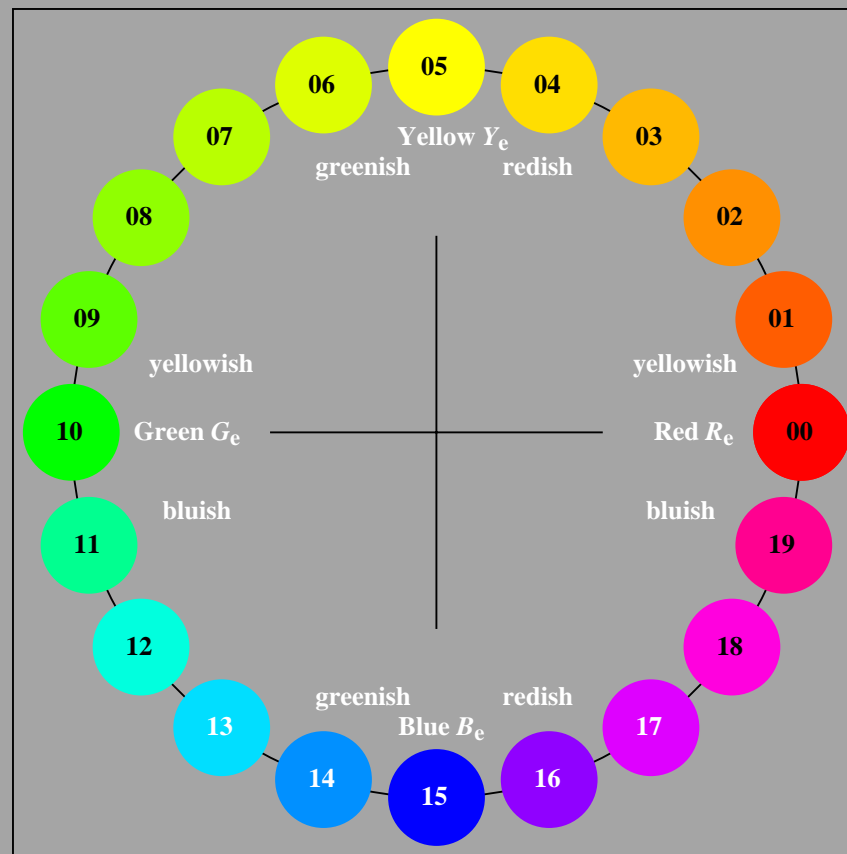 05
06
04
07
Yellow Yₑ
03
greenish
redish
08
02
09
01
yellowish
yellowish
10
Green Gₑ
Red Rₑ
00
bluish
bluish
11
19
12
18
greenish
redish
13
Blue Bₑ
17
14
16
15